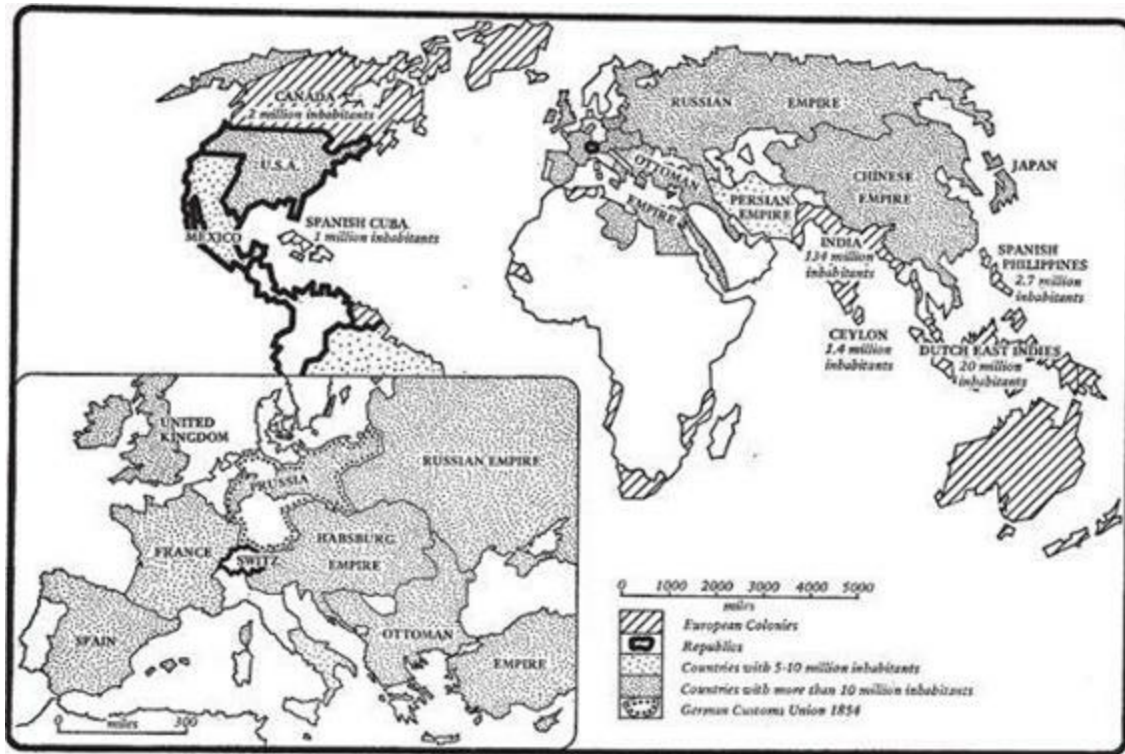 CANADA
2 million inhabitants
U.S.A.
MEXICO
SPANISH CUBA
1 million inhabitants
RUSSIAN EMPIRE
OTTOMAN
EMPIRE
PERSIAN
EMPIRE
CHINESE
EMPIRE
JAPAN
INDIA
134 million
inhabitants
SPANISH
PHILIPPINES
2.7 million
inhabitants
CEYLON
1.4 million
inhabitants
DUTCH EAST INDIES
20 million
inhabitants
UNITED
KINGDOM
PRUSSIA
RUSSIAN EMPIRE
FRANCE
SWITZ.
HABSBURG
EMPIRE
SPAIN
OTTOMAN
EMPIRE
0 miles 300
0 1000 2000 3000 4000 5000
miles
European Colonies
Republics
Countries with 5-10 million inhabitants
Countries with more than 10 million inhabitants
German Customs Union 1834